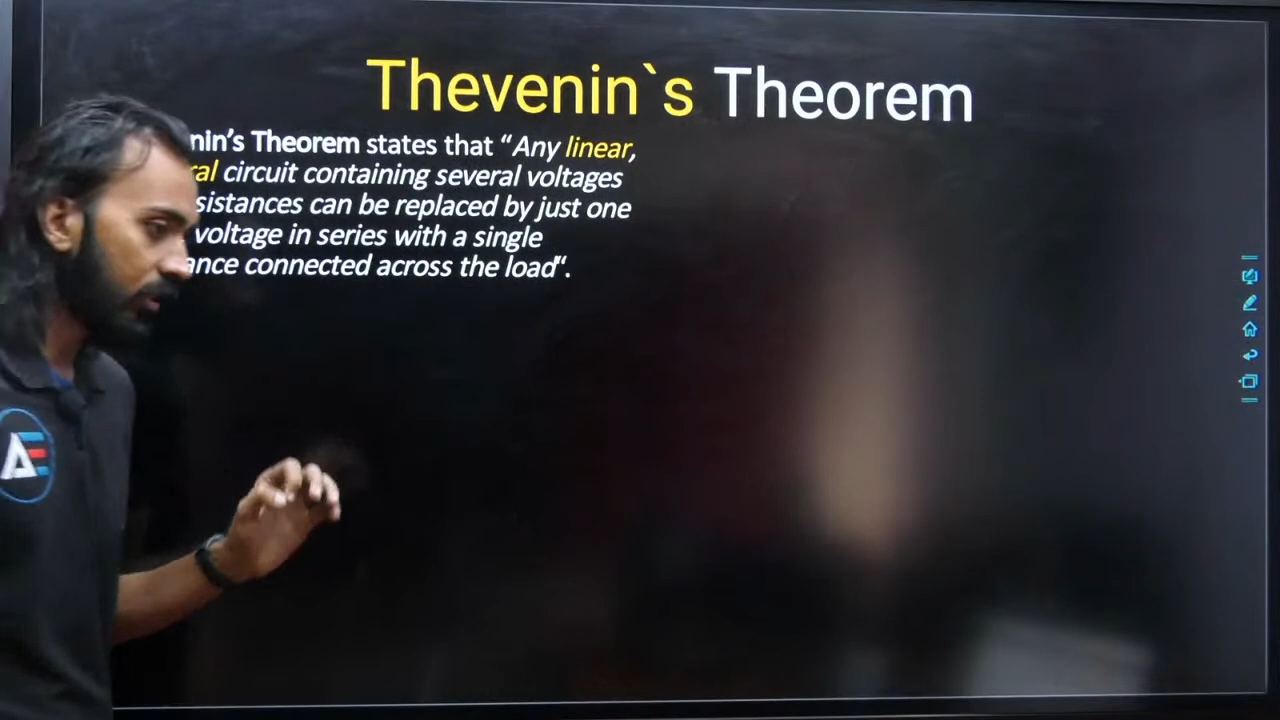 Thevenin`s Theorem
nin’s Theorem states that “Any linear,
ral circuit containing several voltages
sistances can be replaced by just one
voltage in series with a single
ance connected across the load“.
AE